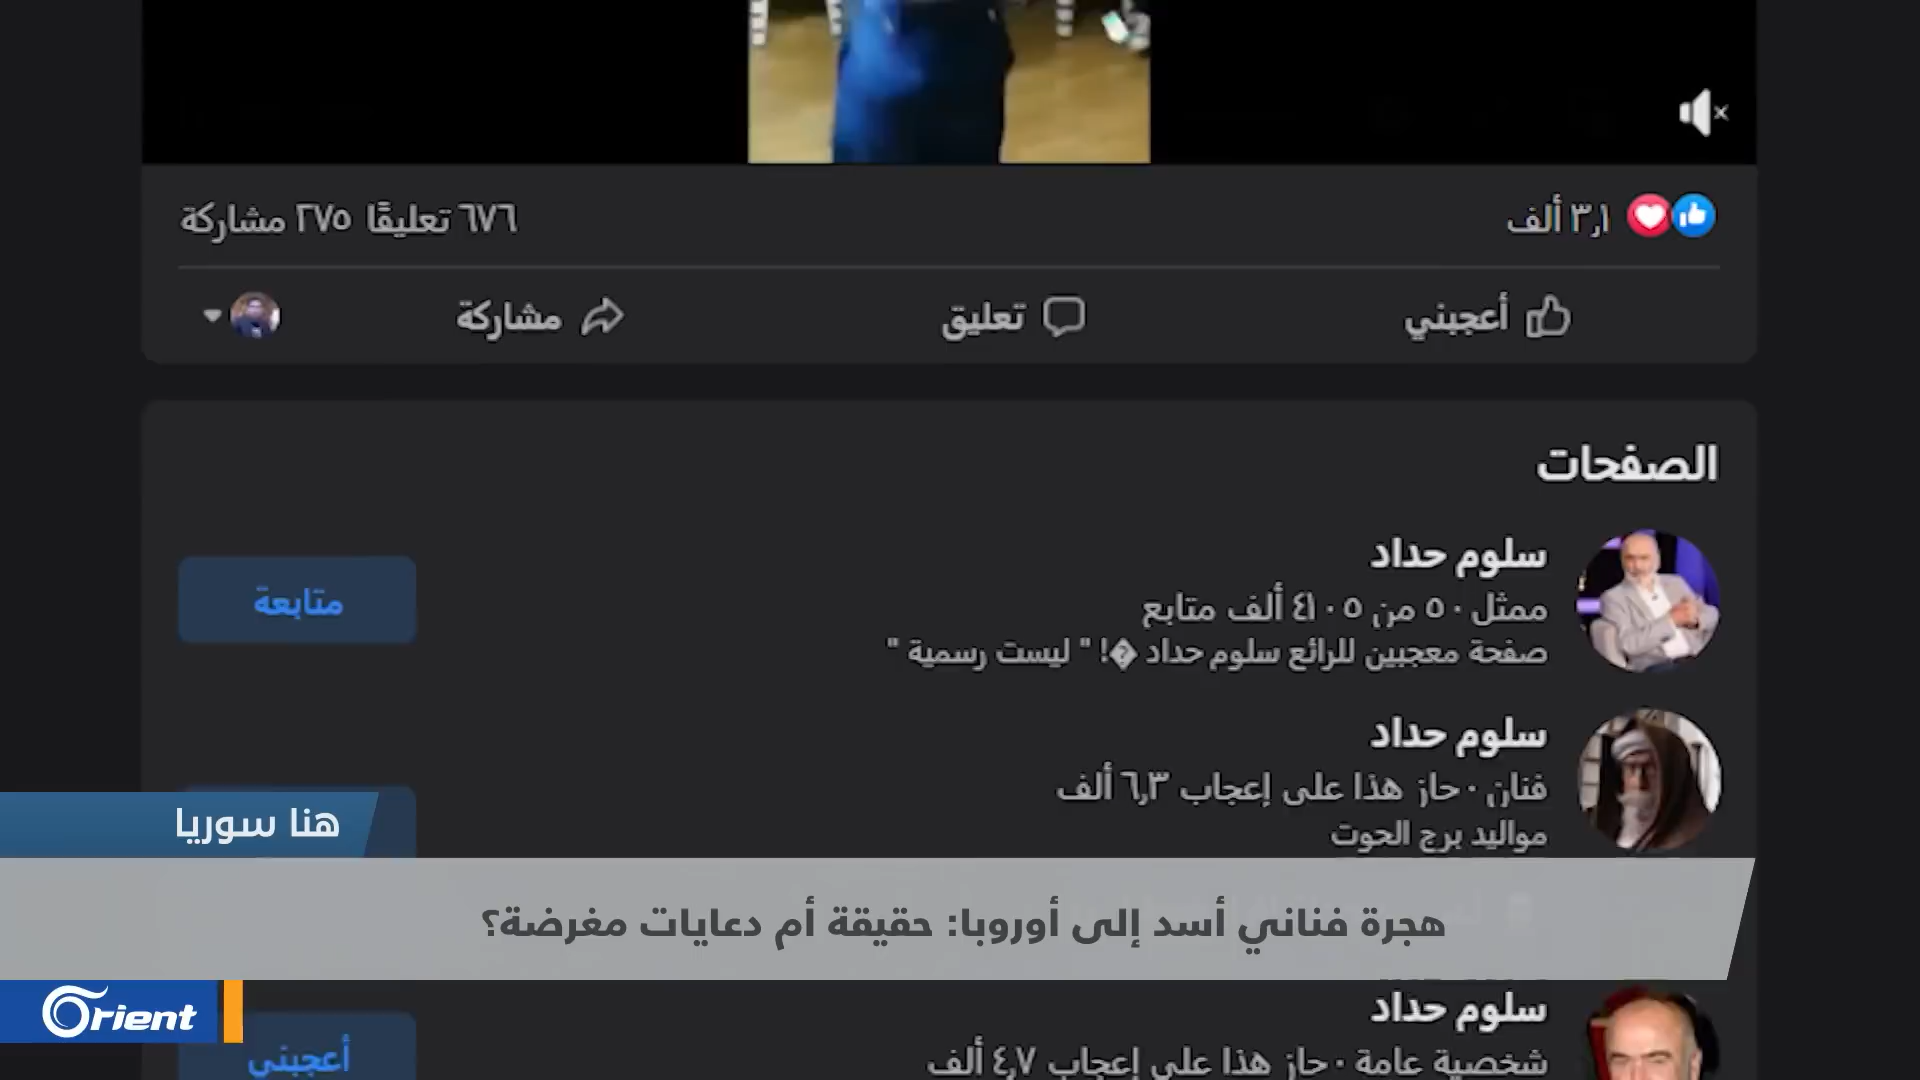 ٣,١ ألف
٦٧٦ تعليقًا ٢٧٥ مشاركة
أعجبني
تعليق
مشاركة
الصفحات
سلوم حداد
ممثل · ٥٠ من ٤١٠٥ ألف متابع
صفحة معجبين للرائع سلوم حداد �! " ليست رسمية "
متابعة
سلوم حداد
فنان · حاز هذا على إعجاب ٦,٣ ألف
مواليد برج الحوت
هنا سوريا
هجرة فناني أسد إلى أوروبا: حقيقة أم دعايات مغرضة؟
Orient
سلوم حداد
شخصية عامة · حاز هذا على إعجاب ٤,٧ ألف
أعجبني